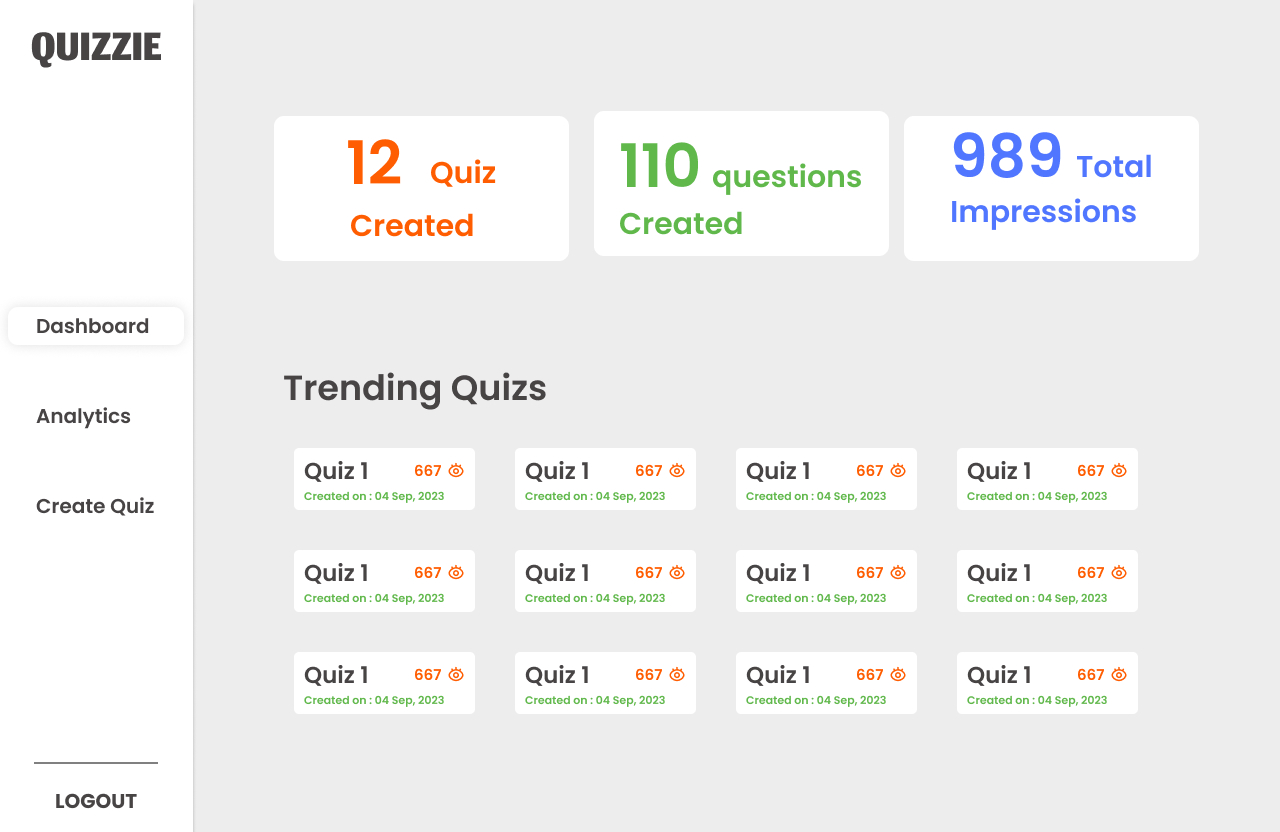 QUIZZIE
Dashboard
Analytics
Create Quiz
LOGOUT
12 Quiz
Created
110 questions
Created
989 Total
Impressions
Trending Quizs
Quiz 1 667
Created on : 04 Sep, 2023
Quiz 1 667
Created on : 04 Sep, 2023
Quiz 1 667
Created on : 04 Sep, 2023
Quiz 1 667
Created on : 04 Sep, 2023
Quiz 1 667
Created on : 04 Sep, 2023
Quiz 1 667
Created on : 04 Sep, 2023
Quiz 1 667
Created on : 04 Sep, 2023
Quiz 1 667
Created on : 04 Sep, 2023
Quiz 1 667
Created on : 04 Sep, 2023
Quiz 1 667
Created on : 04 Sep, 2023
Quiz 1 667
Created on : 04 Sep, 2023
Quiz 1 667
Created on : 04 Sep, 2023